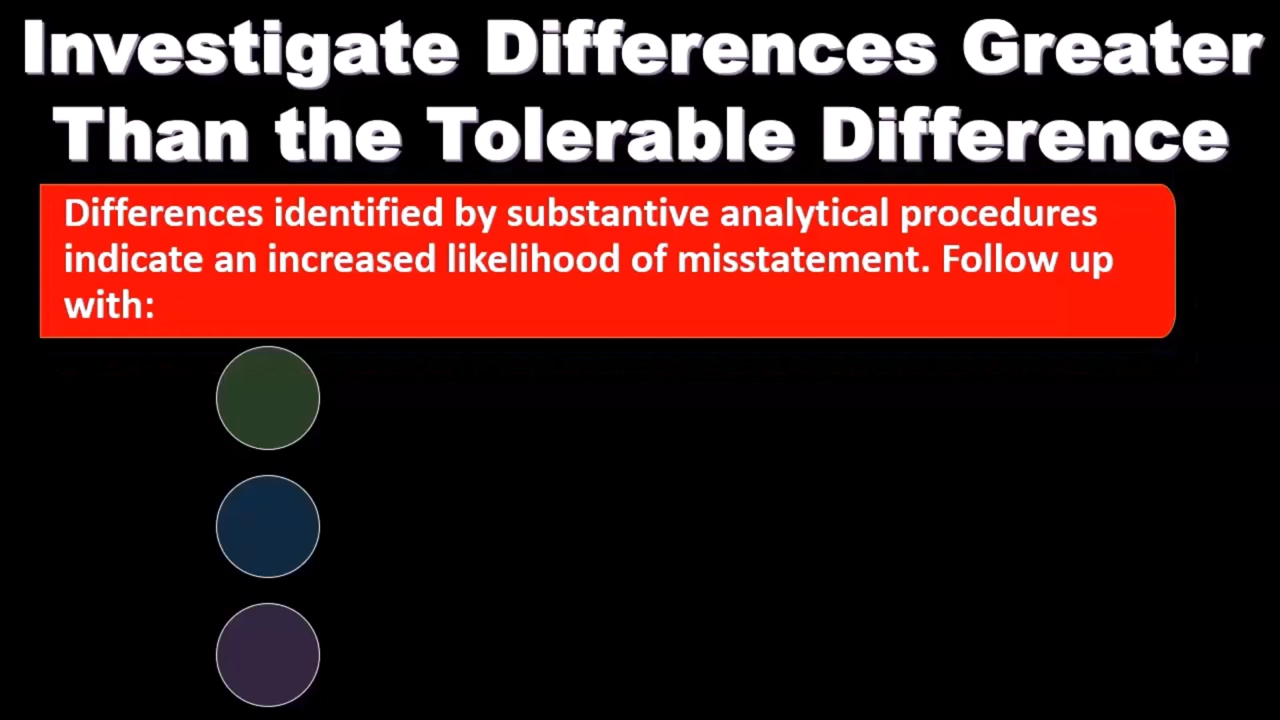 Investigate Differences Greater
Than the Tolerable Difference
Differences identified by substantive analytical procedures
indicate an increased likelihood of misstatement. Follow up
with: